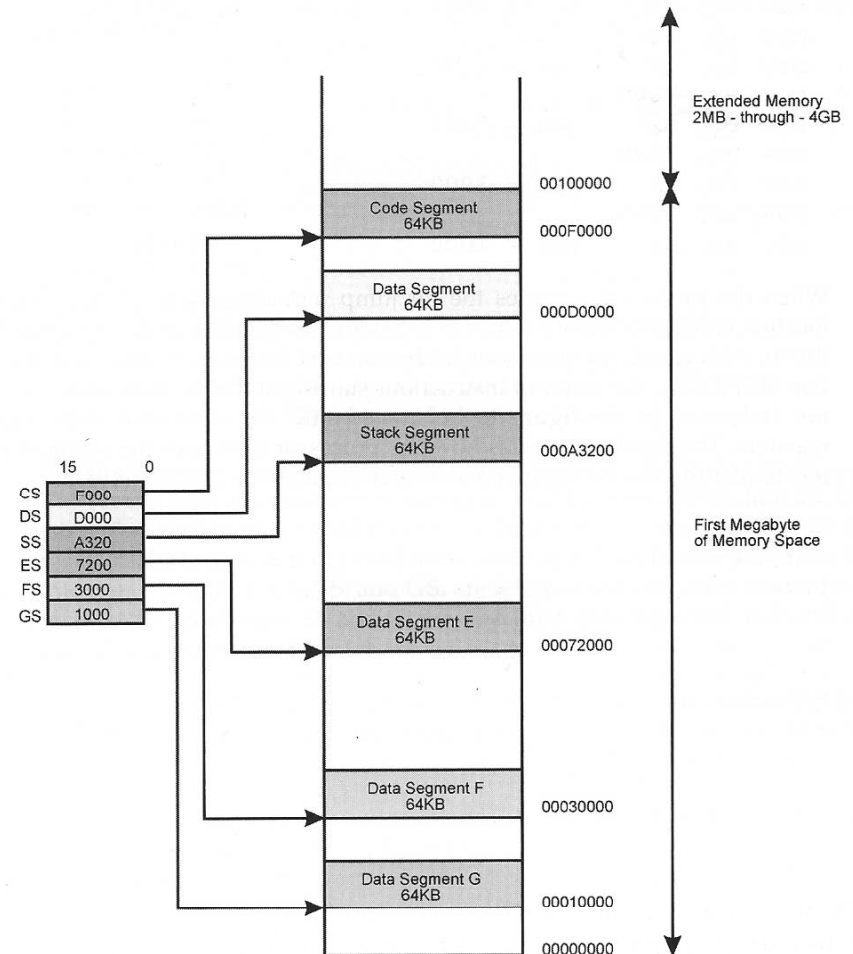 Extended Memory
2MB - through - 4GB
00100000
Code Segment
64KB
000F0000
Data Segment
64KB
000D0000
Stack Segment
64KB
000A3200
15 0
CS F000
DS D000
SS A320
ES 7200
FS 3000
GS 1000
First Megabyte
of Memory Space
Data Segment E
64KB
00072000
Data Segment F
64KB
00030000
Data Segment G
64KB
00010000
00000000